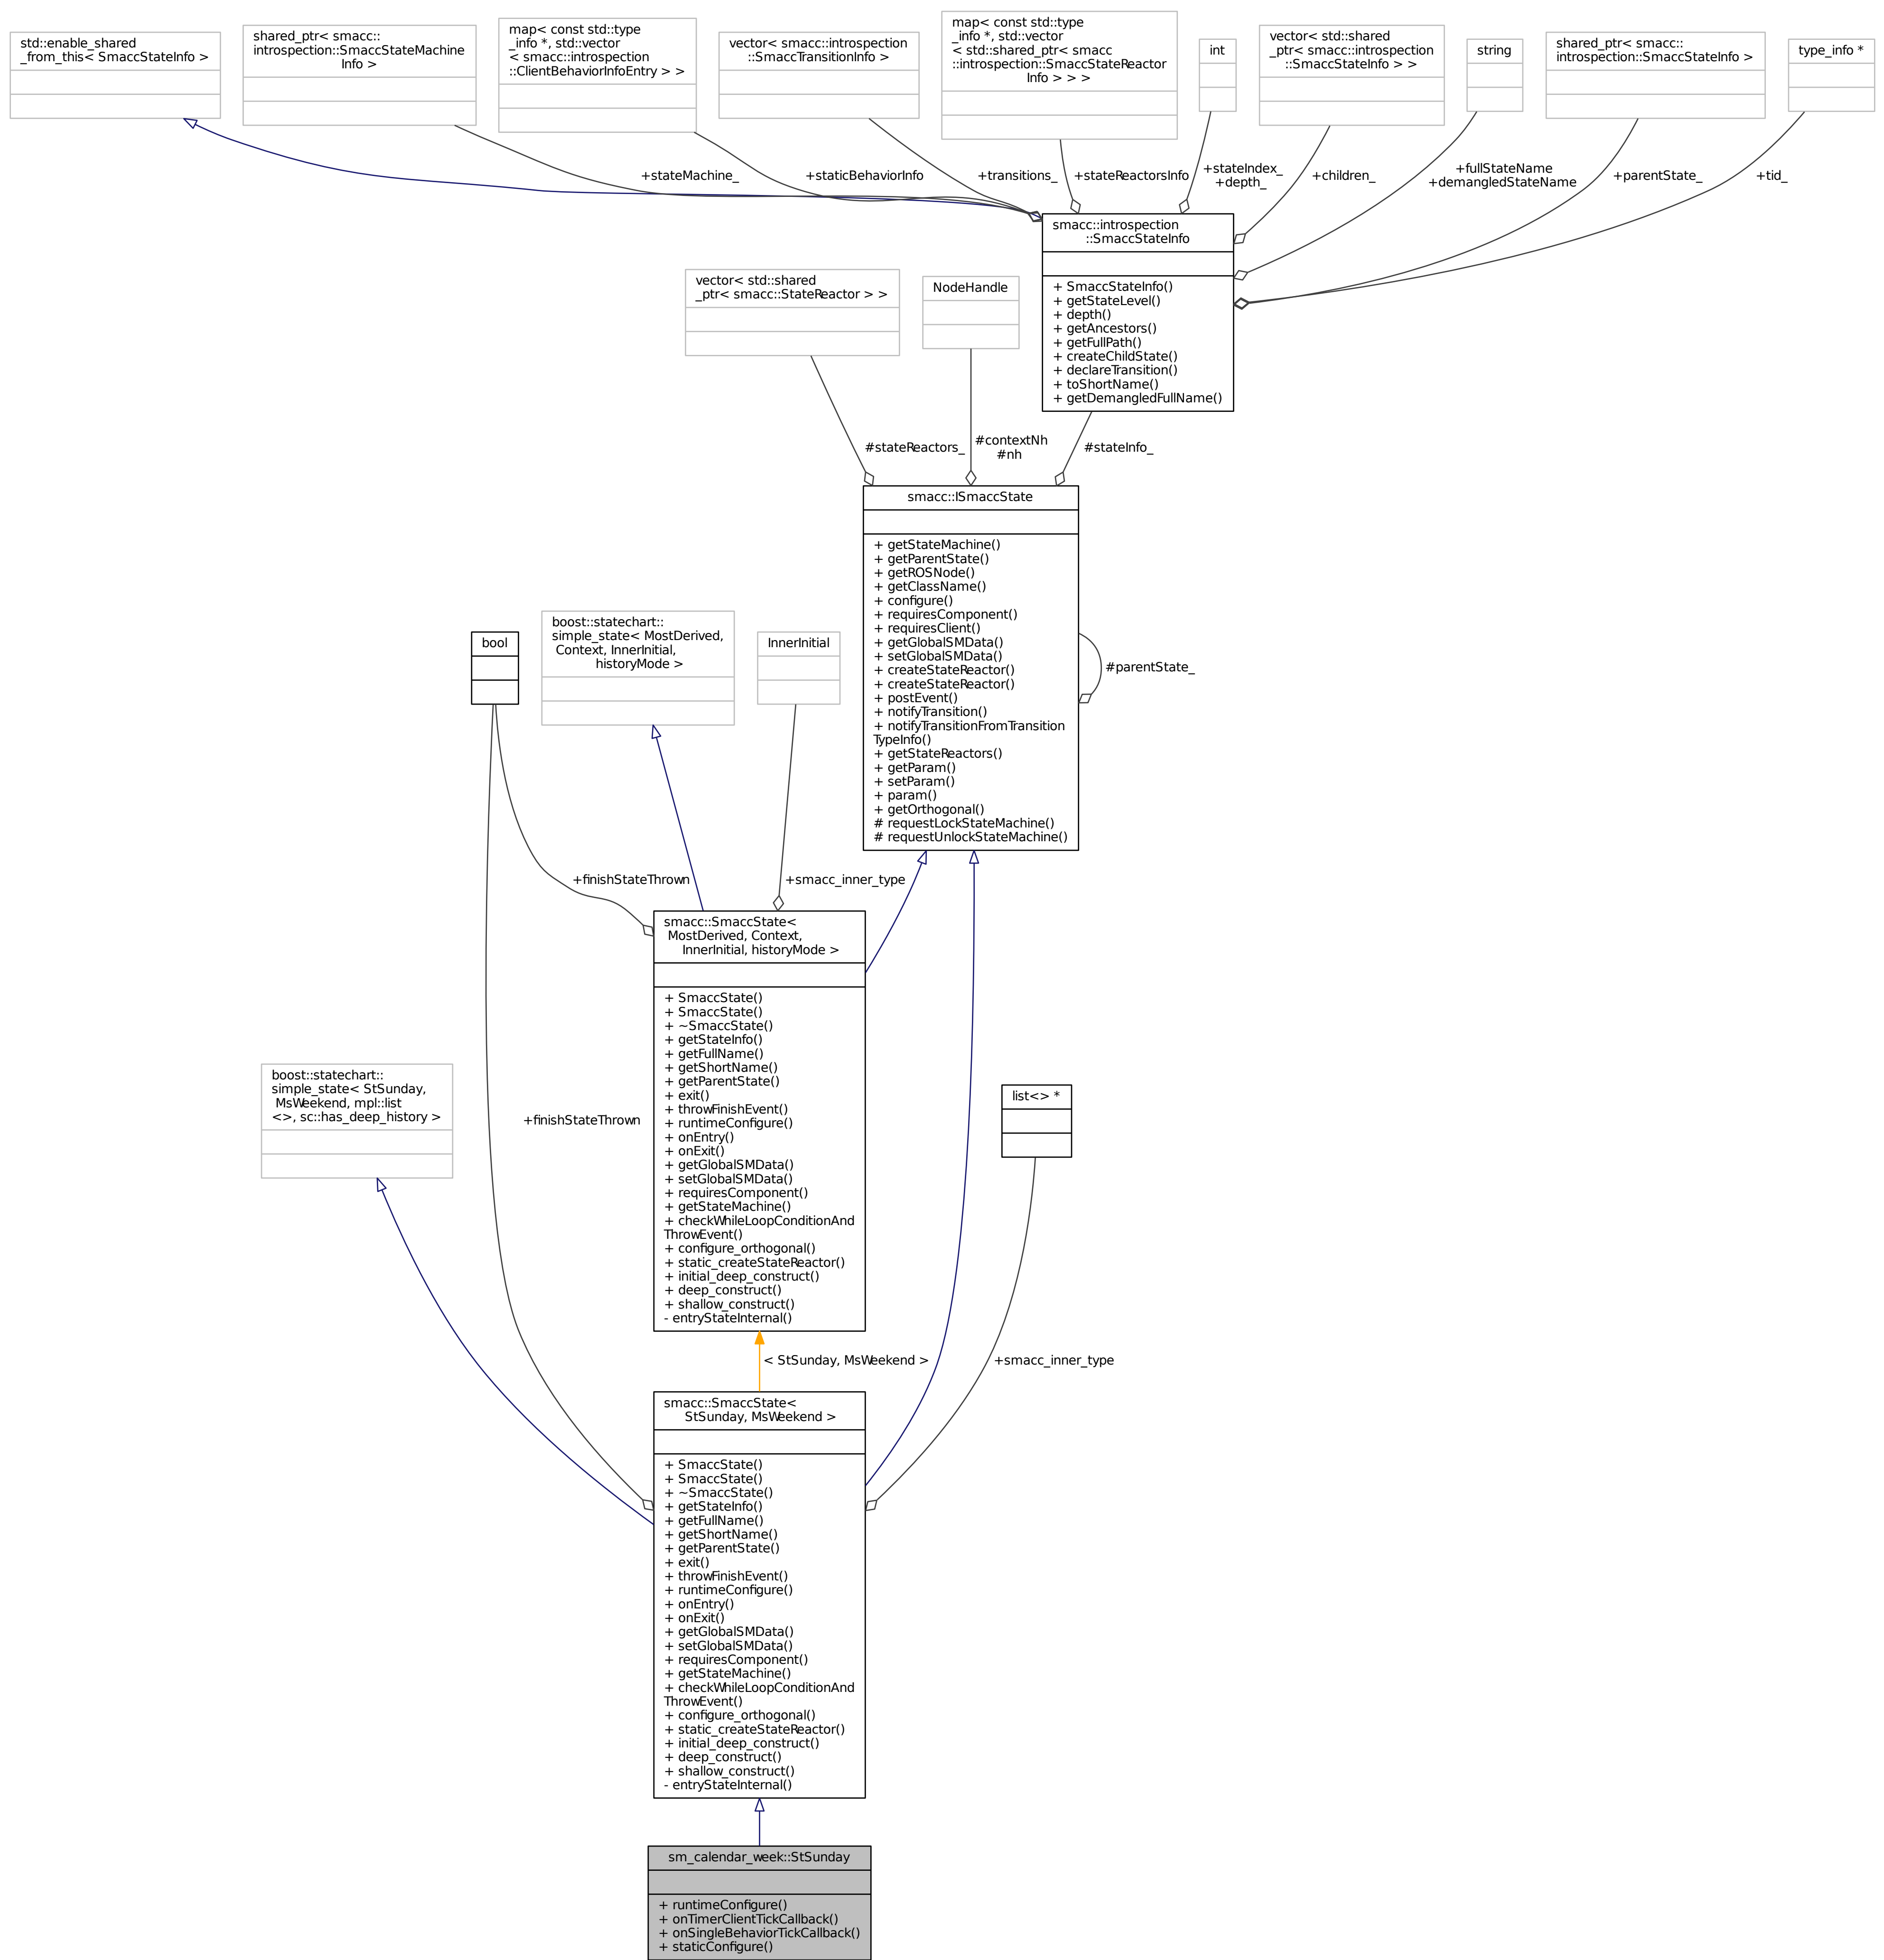 std::enable_shared
_from_this< SmaccStateInfo >
shared_ptr< smacc::
introspection::SmaccStateMachine
Info >
map< const std::type
_info *, std::vector
< smacc::introspection
::ClientBehaviorInfoEntry > >
vector< smacc::introspection
::SmaccTransitionInfo >
map< const std::type
_info *, std::vector
< std::shared_ptr< smacc
::introspection::SmaccStateReactor
Info > > >
int
vector< std::shared
_ptr< smacc::introspection
::SmaccStateInfo > >
string
shared_ptr< smacc::
introspection::SmaccStateInfo >
type_info *
+stateMachine_
+staticBehaviorInfo
+transitions_
+stateReactorsInfo
+stateIndex_
+depth_
+children_
+fullStateName
+demangledStateName
+parentState_
+tid_
smacc::introspection
::SmaccStateInfo
+ SmaccStateInfo()
+ getStateLevel()
+ depth()
+ getAncestors()
+ getFullPath()
+ createChildState()
+ declareTransition()
+ toShortName()
+ getDemangledFullName()
vector< std::shared
_ptr< smacc::StateReactor > >
NodeHandle
#stateReactors_
#contextNh
#nh
#stateInfo_
smacc::ISmaccState
+ getStateMachine()
+ getParentState()
+ getROSNode()
+ getClassName()
+ configure()
+ requiresComponent()
+ requiresClient()
+ getGlobalSMData()
+ setGlobalSMData()
+ createStateReactor()
+ createStateReactor()
+ postEvent()
+ notifyTransition()
+ notifyTransitionFromTransition
TypeInfo()
+ getStateReactors()
+ getParam()
+ setParam()
+ param()
+ getOrthogonal()
# requestLockStateMachine()
# requestUnlockStateMachine()
#parentState_
bool
boost::statechart::
simple_state< MostDerived,
Context, InnerInitial,
historyMode >
InnerInitial
+finishStateThrown
+smacc_inner_type
smacc::SmaccState<
MostDerived, Context,
InnerInitial, historyMode >
+ SmaccState()
+ SmaccState()
+ ~SmaccState()
+ getStateInfo()
+ getFullName()
+ getShortName()
+ getParentState()
+ exit()
+ throwFinishEvent()
+ runtimeConfigure()
+ onEntry()
+ onExit()
+ getGlobalSMData()
+ setGlobalSMData()
+ requiresComponent()
+ getStateMachine()
+ checkWhileLoopConditionAnd
ThrowEvent()
+ configure_orthogonal()
+ static_createStateReactor()
+ initial_deep_construct()
+ deep_construct()
+ shallow_construct()
- entryStateInternal()
boost::statechart::
simple_state< StSunday,
MsWeekend, mpl::list
<>, sc::has_deep_history >
+finishStateThrown
list<> *
< StSunday, MsWeekend >
+smacc_inner_type
smacc::SmaccState<
StSunday, MsWeekend >
+ SmaccState()
+ SmaccState()
+ ~SmaccState()
+ getStateInfo()
+ getFullName()
+ getShortName()
+ getParentState()
+ exit()
+ throwFinishEvent()
+ runtimeConfigure()
+ onEntry()
+ onExit()
+ getGlobalSMData()
+ setGlobalSMData()
+ requiresComponent()
+ getStateMachine()
+ checkWhileLoopConditionAnd
ThrowEvent()
+ configure_orthogonal()
+ static_createStateReactor()
+ initial_deep_construct()
+ deep_construct()
+ shallow_construct()
- entryStateInternal()
sm_calendar_week::StSunday
+ runtimeConfigure()
+ onTimerClientTickCallback()
+ onSingleBehaviorTickCallback()
+ staticConfigure()